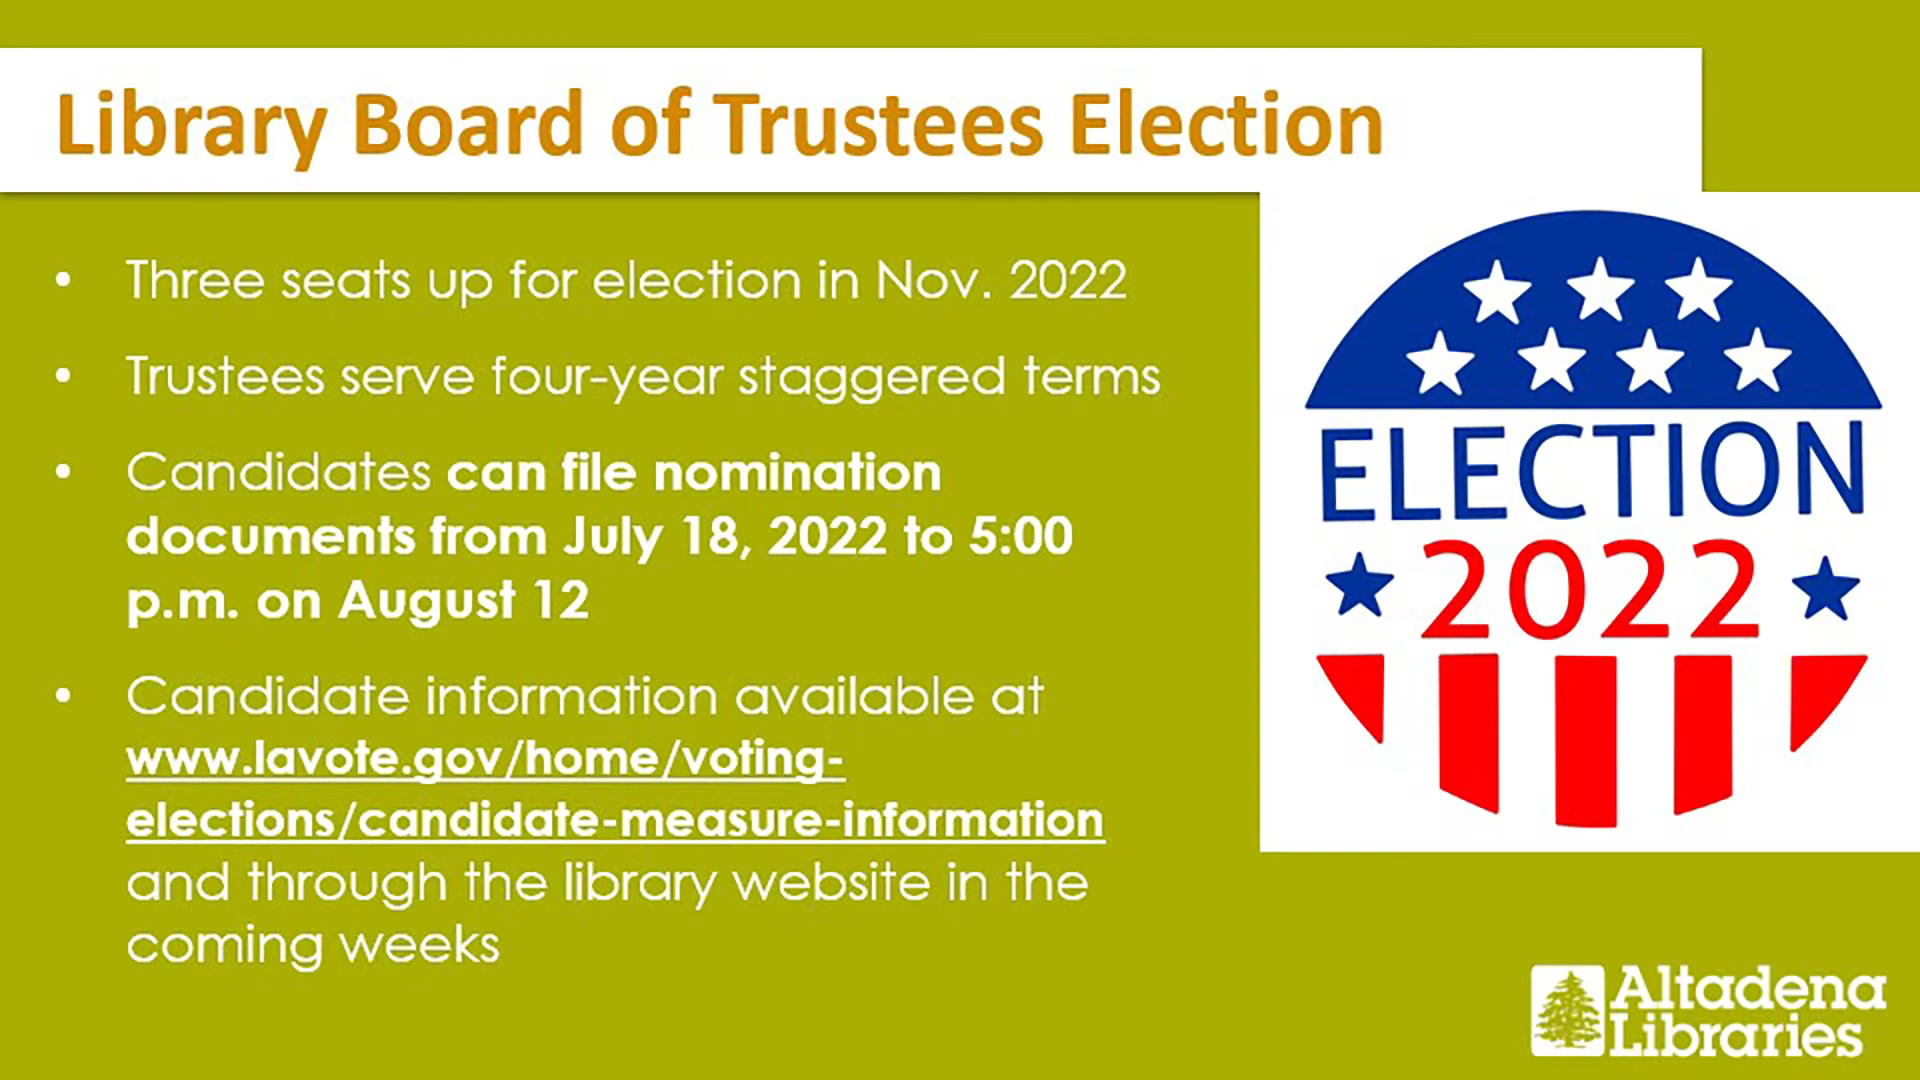 Library Board of Trustees Election
• Three seats up for election in Nov. 2022
• Trustees serve four-year staggered terms
• Candidates can file nomination
documents from July 18, 2022 to 5:00
p.m. on August 12
• Candidate information available at
www.lavote.gov/home/voting-
elections/candidate-measure-information
and through the library website in the
coming weeks
ELECTION
2022
Altadena
Libraries